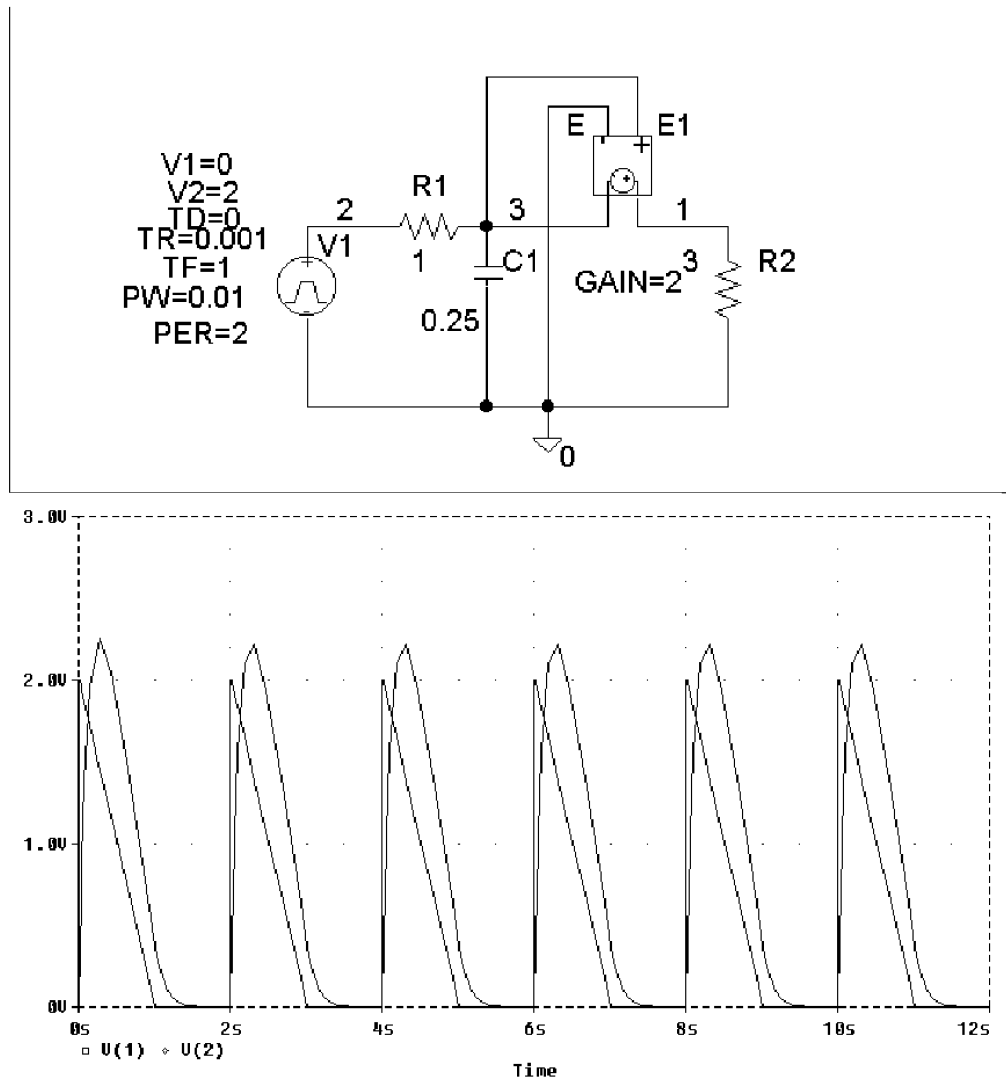 E E1
V1=0
V2=2
TD=0
TR=0.001
TF=1
PW=0.01
PER=2
V1
2
R1
1
3
C1
0.25
1
GAIN=2
3
R2
0
3.0V
2.0V
1.0V
0V
0s 2s 4s 6s 8s 10s 12s
V(1) V(2)
Time